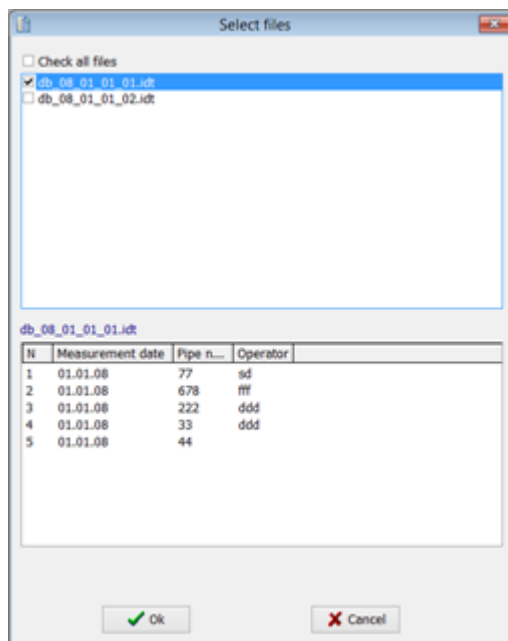 Select files
Check all files
db_08_01_01_01.idt
db_08_01_01_02.idt
db_08_01_01_01.idt
N Measurement date Pipe n... Operator
1 01.01.08 77 sd
2 01.01.08 678 fff
3 01.01.08 222 ddd
4 01.01.08 33 ddd
5 01.01.08 44
Ok Cancel